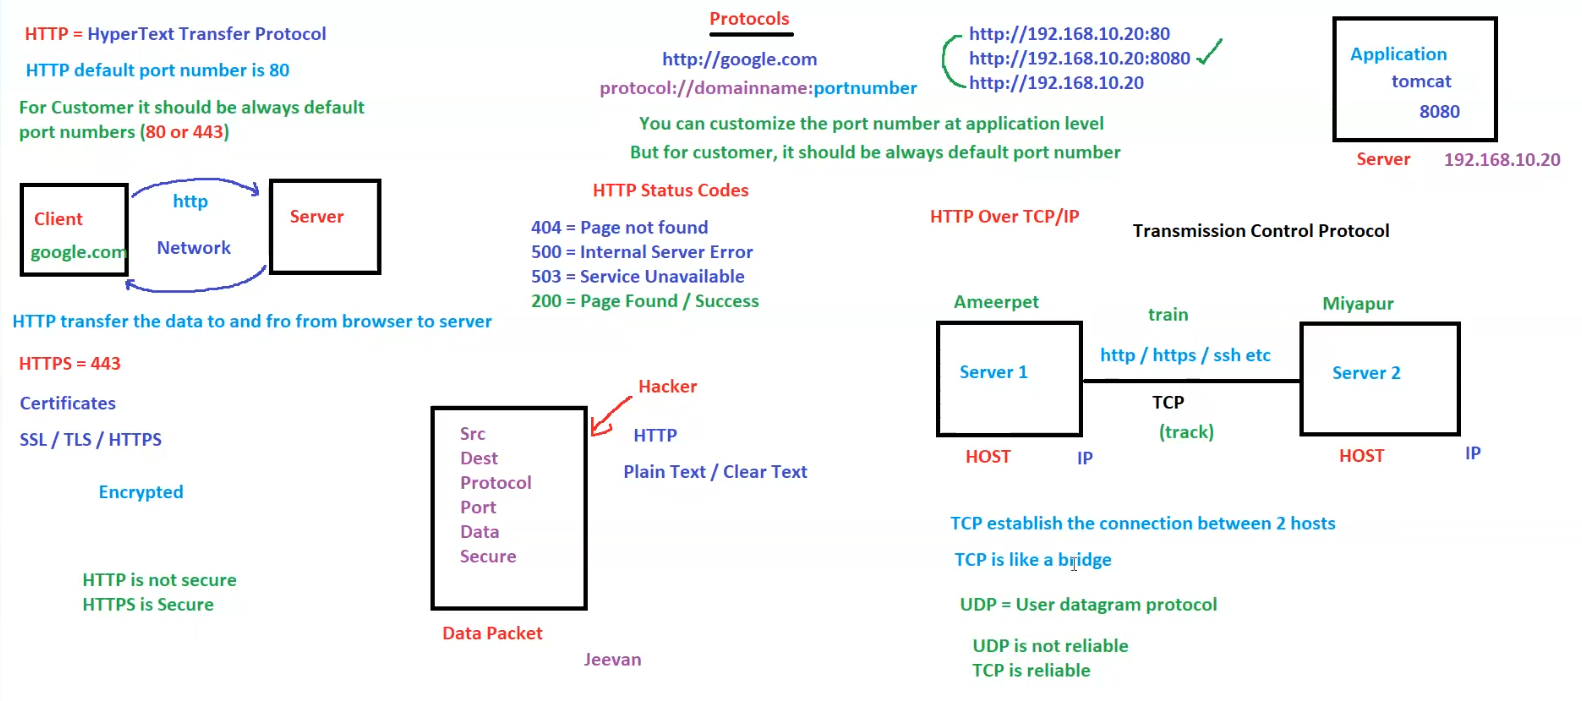 Protocols
HTTP = HyperText Transfer Protocol
HTTP default port number is 80
For Customer it should be always default
port numbers (80 or 443)
http://google.com
protocol://domainname:portnumber
http://192.168.10.20:80
http://192.168.10.20:8080
http://192.168.10.20
You can customize the port number at application level
But for customer, it should be always default port number
Application
tomcat
8080
Server 192.168.10.20
Client
google.com
http
Network
Server
HTTP transfer the data to and fro from browser to server
HTTP Status Codes
404 = Page not found
500 = Internal Server Error
503 = Service Unavailable
200 = Page Found / Success
HTTPS = 443
Certificates
SSL / TLS / HTTPS
Encrypted
HTTP is not secure
HTTPS is Secure
Hacker
Src
Dest
Protocol
Port
Data
Secure
HTTP
Plain Text / Clear Text
Data Packet
Jeevan
HTTP Over TCP/IP
Transmission Control Protocol
Ameerpet
train
Miyapur
Server 1
http / https / ssh etc
Server 2
TCP
(track)
HOST IP
HOST IP
TCP establish the connection between 2 hosts
TCP is like a bridge
UDP = User datagram protocol
UDP is not reliable
TCP is reliable